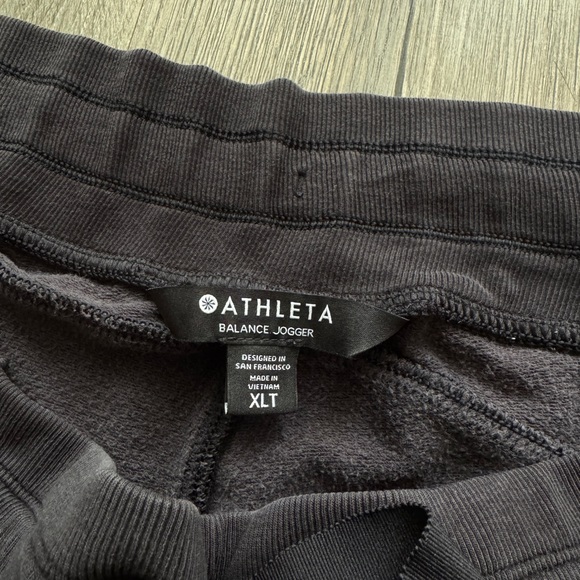 ATHLETA
BALANCE JOGGER
DESIGNED IN
SAN FRANCISCO
MADE IN
VIETNAM
XLT